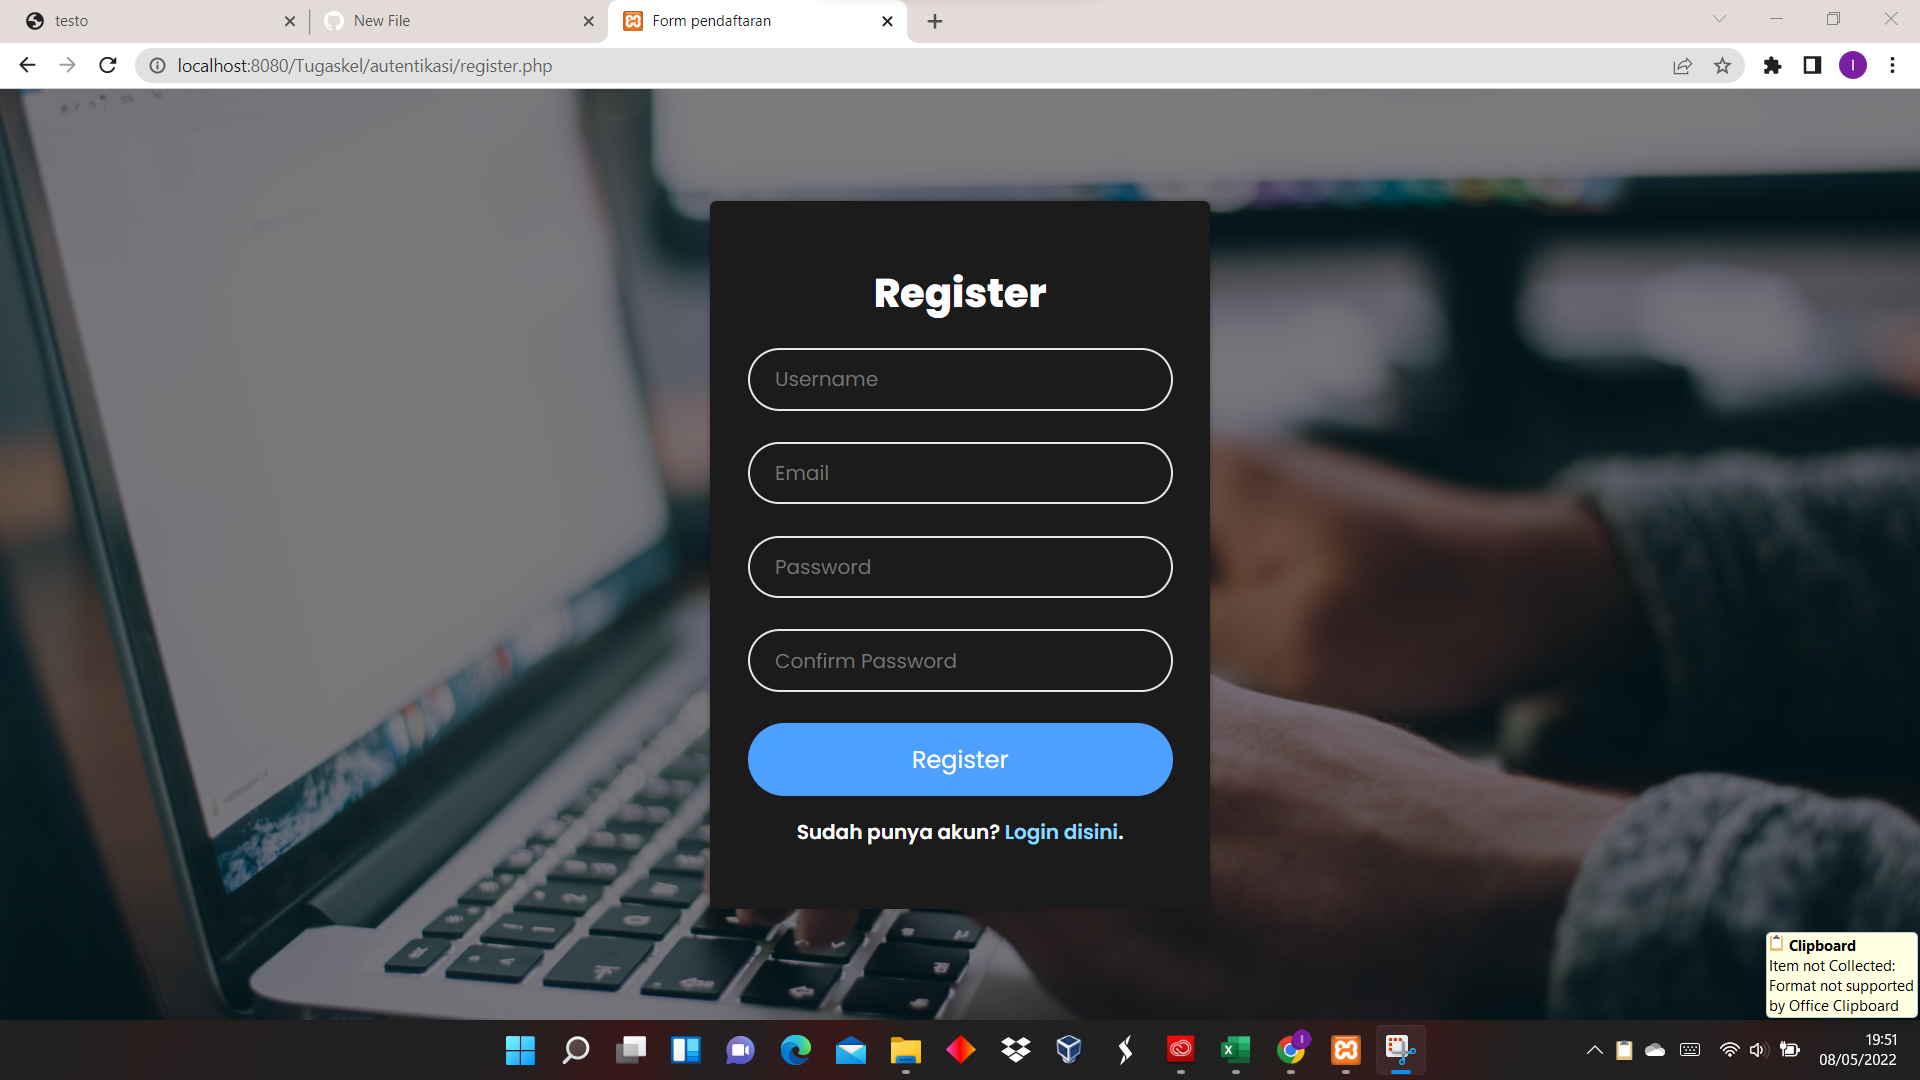 testo
New File
Form pendaftaran
localhost:8080/Tugaskel/autentikasi/register.php
I
Register
Username
Email
Password
Confirm Password
Register
Sudah punya akun? Login disini.
Clipboard
Item not Collected:
Format not supported
by Office Clipboard
19:51
08/05/2022